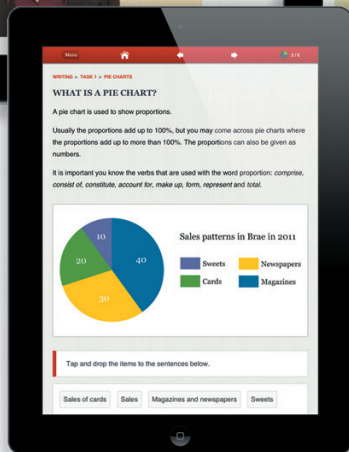 Menu
2/6
WRITING > TASK 1 > PIE CHARTS
WHAT IS A PIE CHART?
A pie chart is used to show proportions.
Usually the proportions add up to 100%, but you may come across pie charts where
the proportions add up to more than 100%. The proportions can also be given as
numbers.
It is important you know the verbs that are used with the word proportion: comprise,
consist of, constitute, account for, make up, form, represent and total.
Sales patterns in Brae in 2011
10
20
40
30
Sweets Newspapers
Cards Magazines
Tap and drop the items to the sentences below.
Sales of cards Sales Magazines and newspapers Sweets